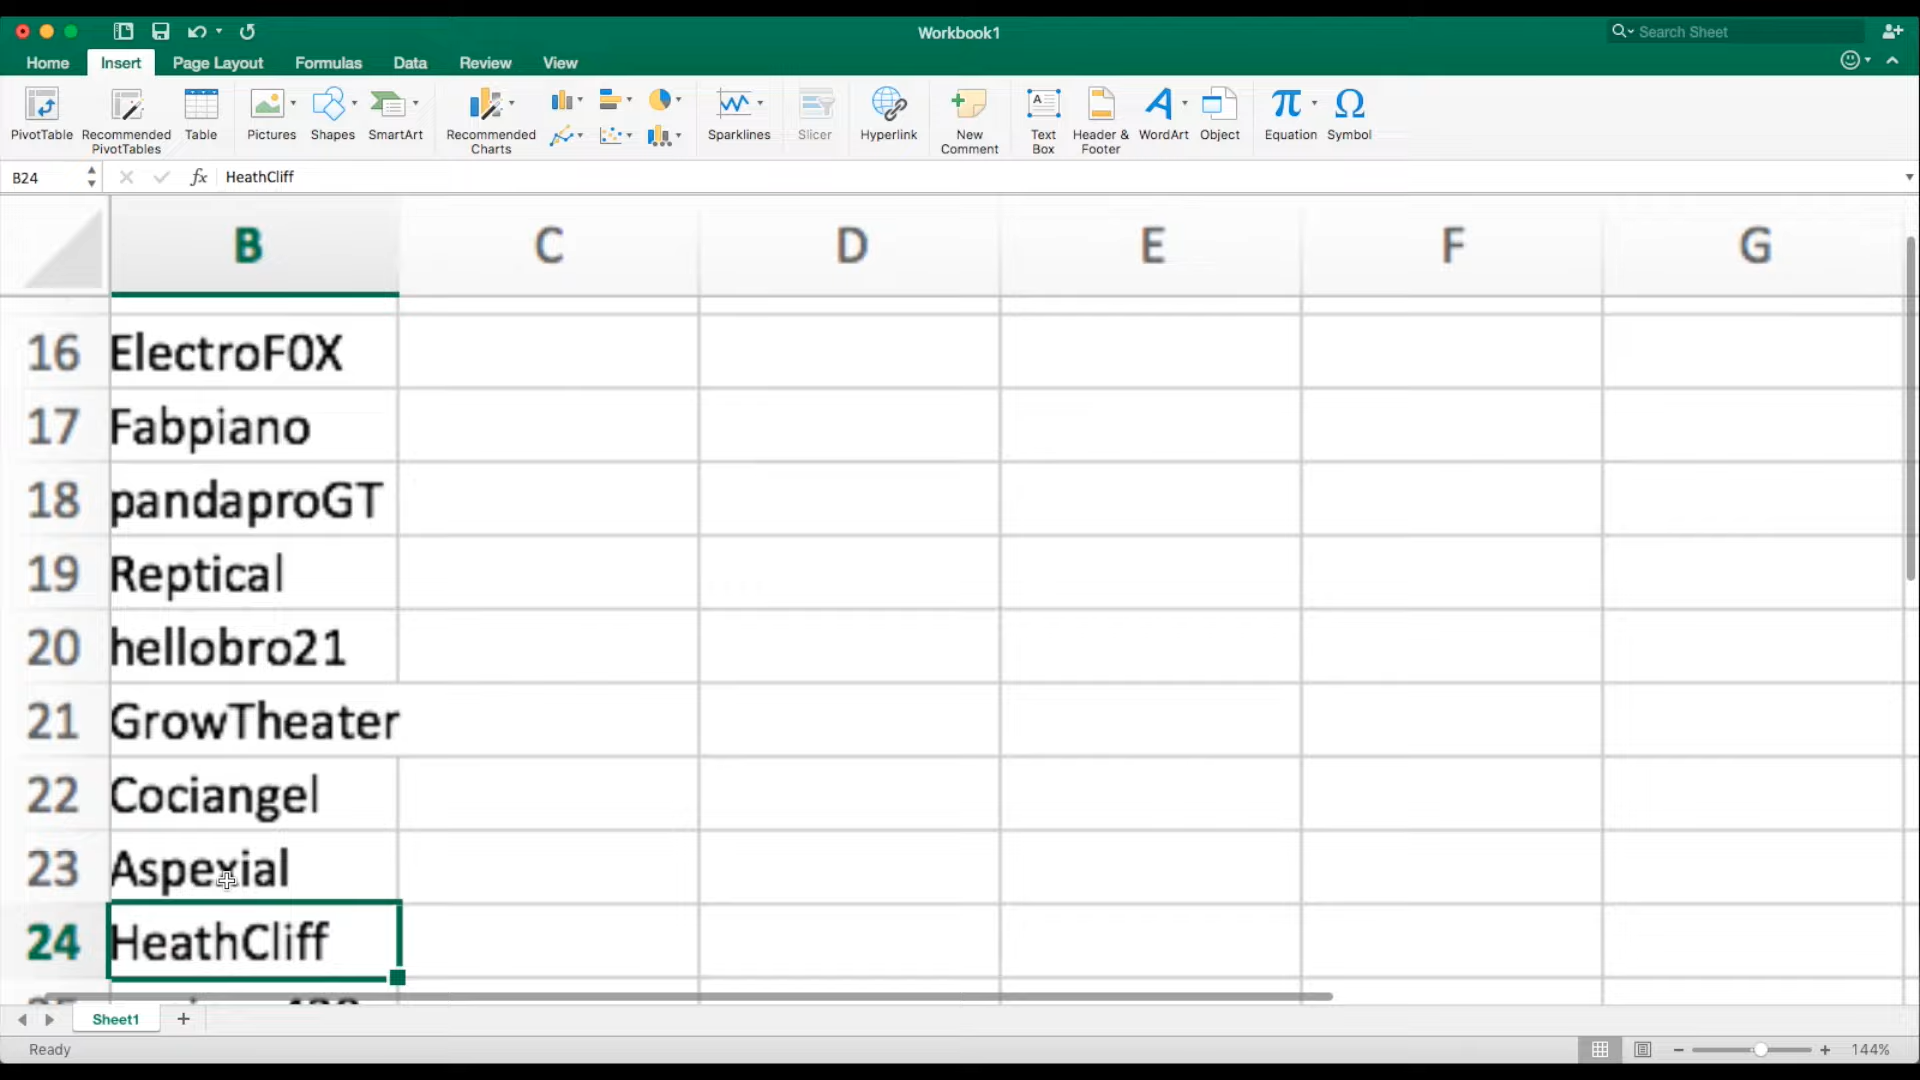 Workbook1
Search Sheet
Home Insert Page Layout Formulas Data Review View
PivotTable Recommended PivotTables Table Pictures Shapes SmartArt Recommended Charts Sparklines Slicer Hyperlink New Comment Text Box Header & Footer WordArt Object Equation Symbol
B24 fx HeathCliff
B C D E F G
16 ElectroF0X
17 Fabpiano
18 pandaproGT
19 Reptical
20 hellobro21
21 GrowTheater
22 Cociangel
23 Aspexial
24 HeathCliff
Sheet1
Ready
144%